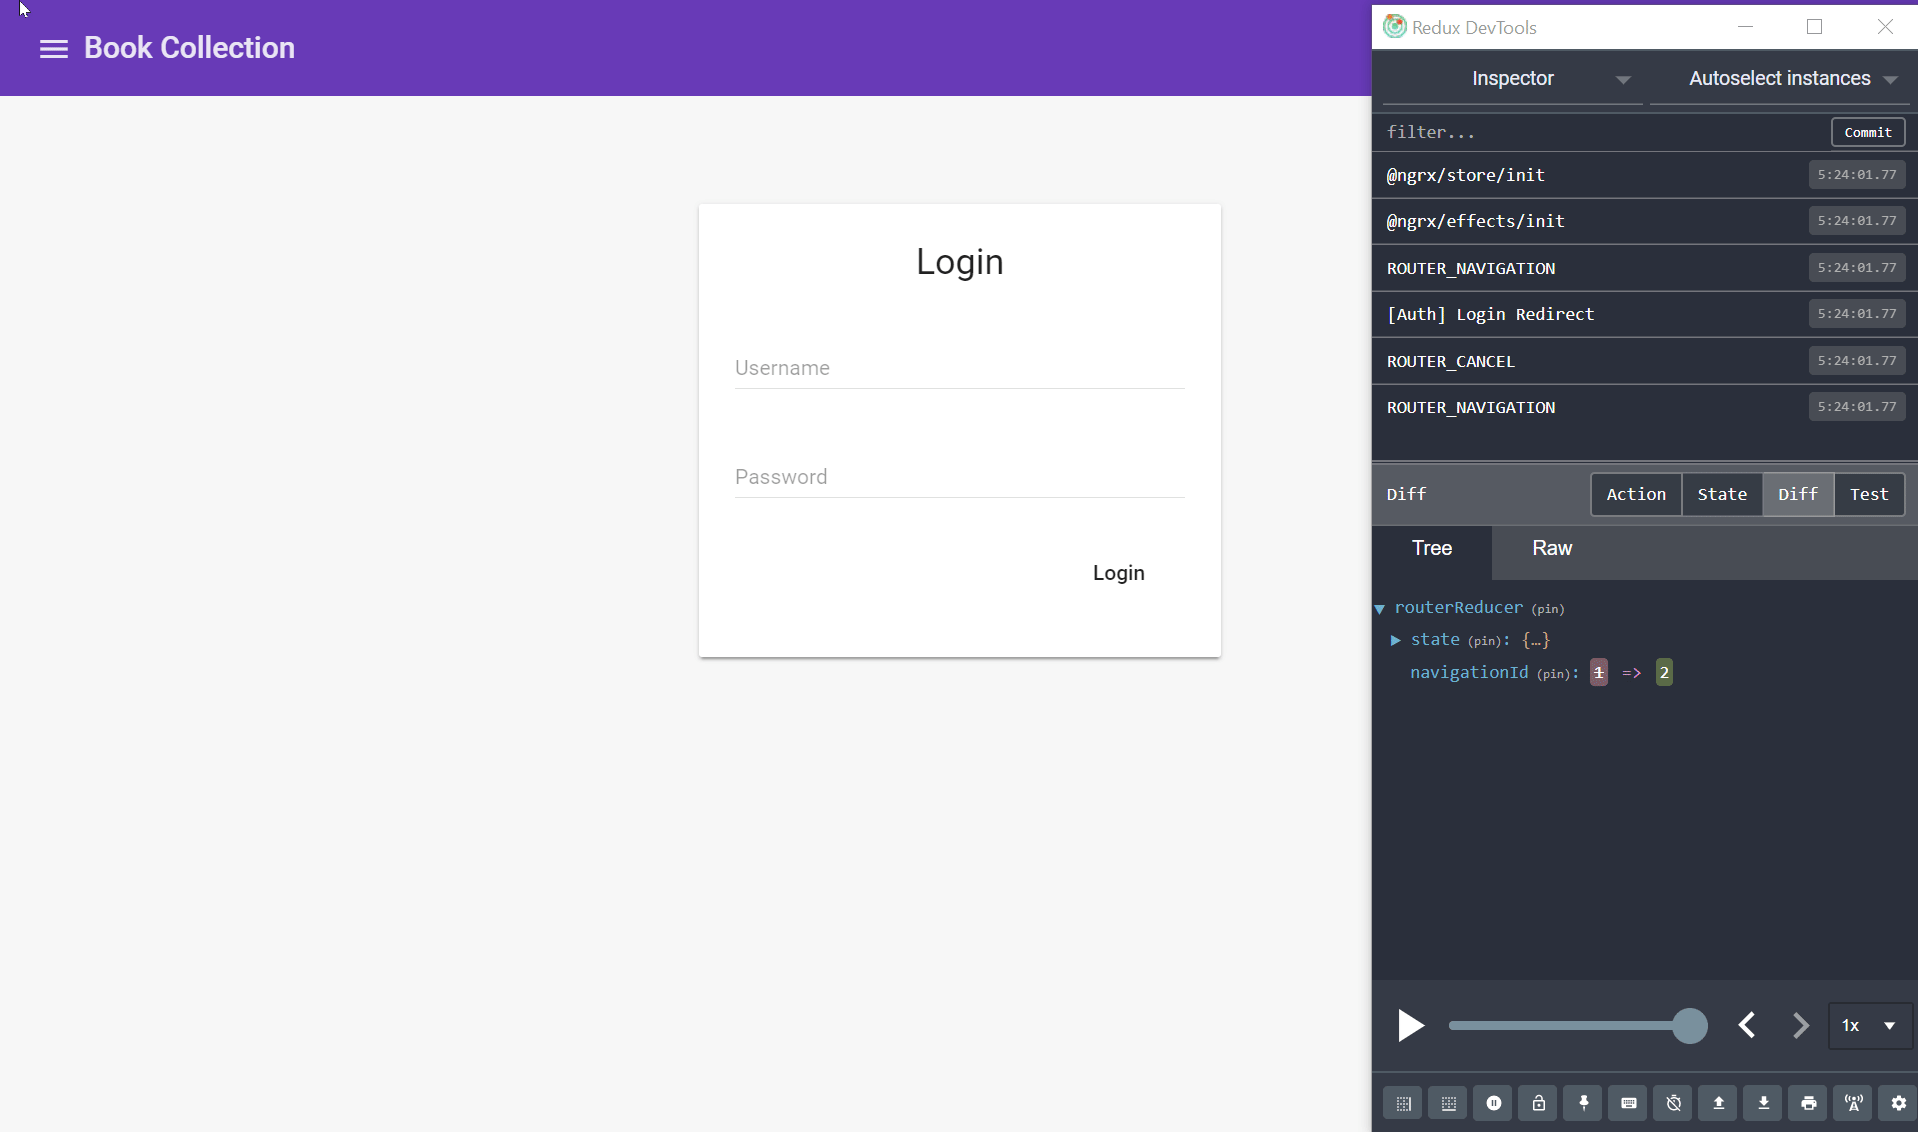 Book Collection
Login
Username
Password
Login
Redux DevTools
Inspector Autoselect instances
filter... Commit
@ngrx/store/init 5:24:01.77
@ngrx/effects/init 5:24:01.77
ROUTER_NAVIGATION 5:24:01.77
[Auth] Login Redirect 5:24:01.77
ROUTER_CANCEL 5:24:01.77
ROUTER_NAVIGATION 5:24:01.77
Diff Action State Diff Test
Tree Raw
routerReducer (pin)
state (pin): {…}
navigationId (pin): 1 => 2
1x